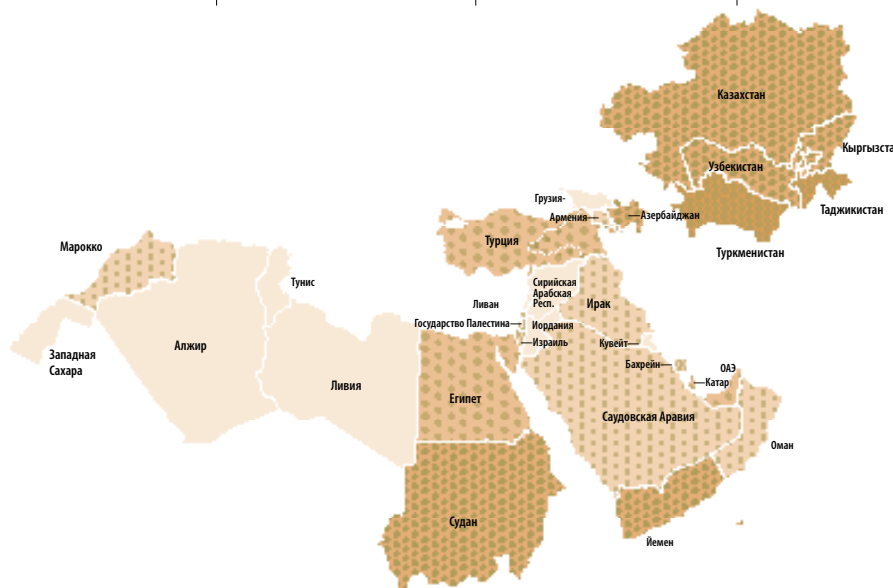 Казахстан
Кыргызста
Узбекистан
Таджикистан
Грузия-
Армения
Азербайджан
Туркменистан
Турция
Марокко
Тунис
Сирийская
Арабская
Респ.
Ливан
Ирак
Государство Палестина
Иордания
Израиль
Кувейт
Западная
Сахара
Алжир
Бахрейн
ОАЭ
Катар
Ливия
Египет
Саудовская Аравия
Оман
Судан
Йемен